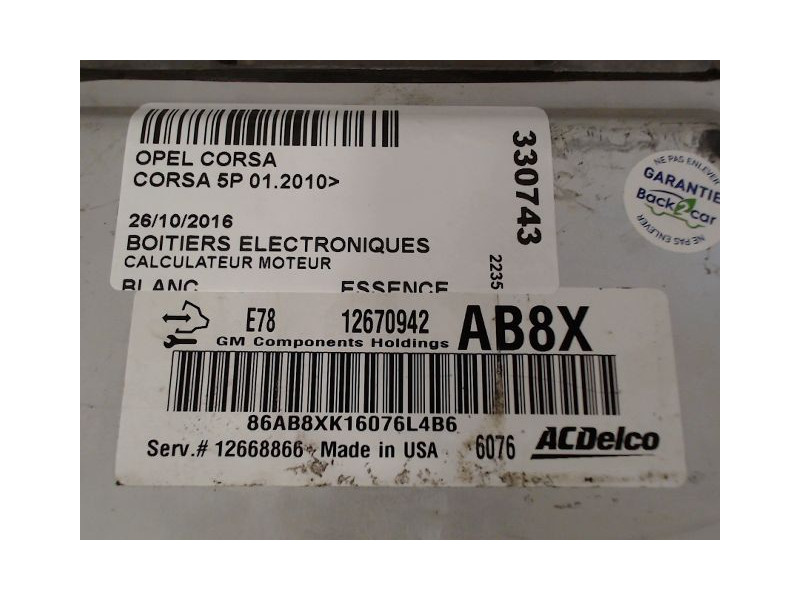 OPEL CORSA
CORSA 5P 01.2010>
26/10/2016
BOITIERS ELECTRONIQUES
CALCULATEUR MOTEUR
BLANC ESSENCE
330743
2235
NE PAS ENLEVER
GARANTIE
Back2car
NE PAS ENLEVER
E78 12670942 AB8X
GM Components Holdings
86AB8XK16076L4B6
Serv.# 12668866 Made in USA 6076 ACDelco